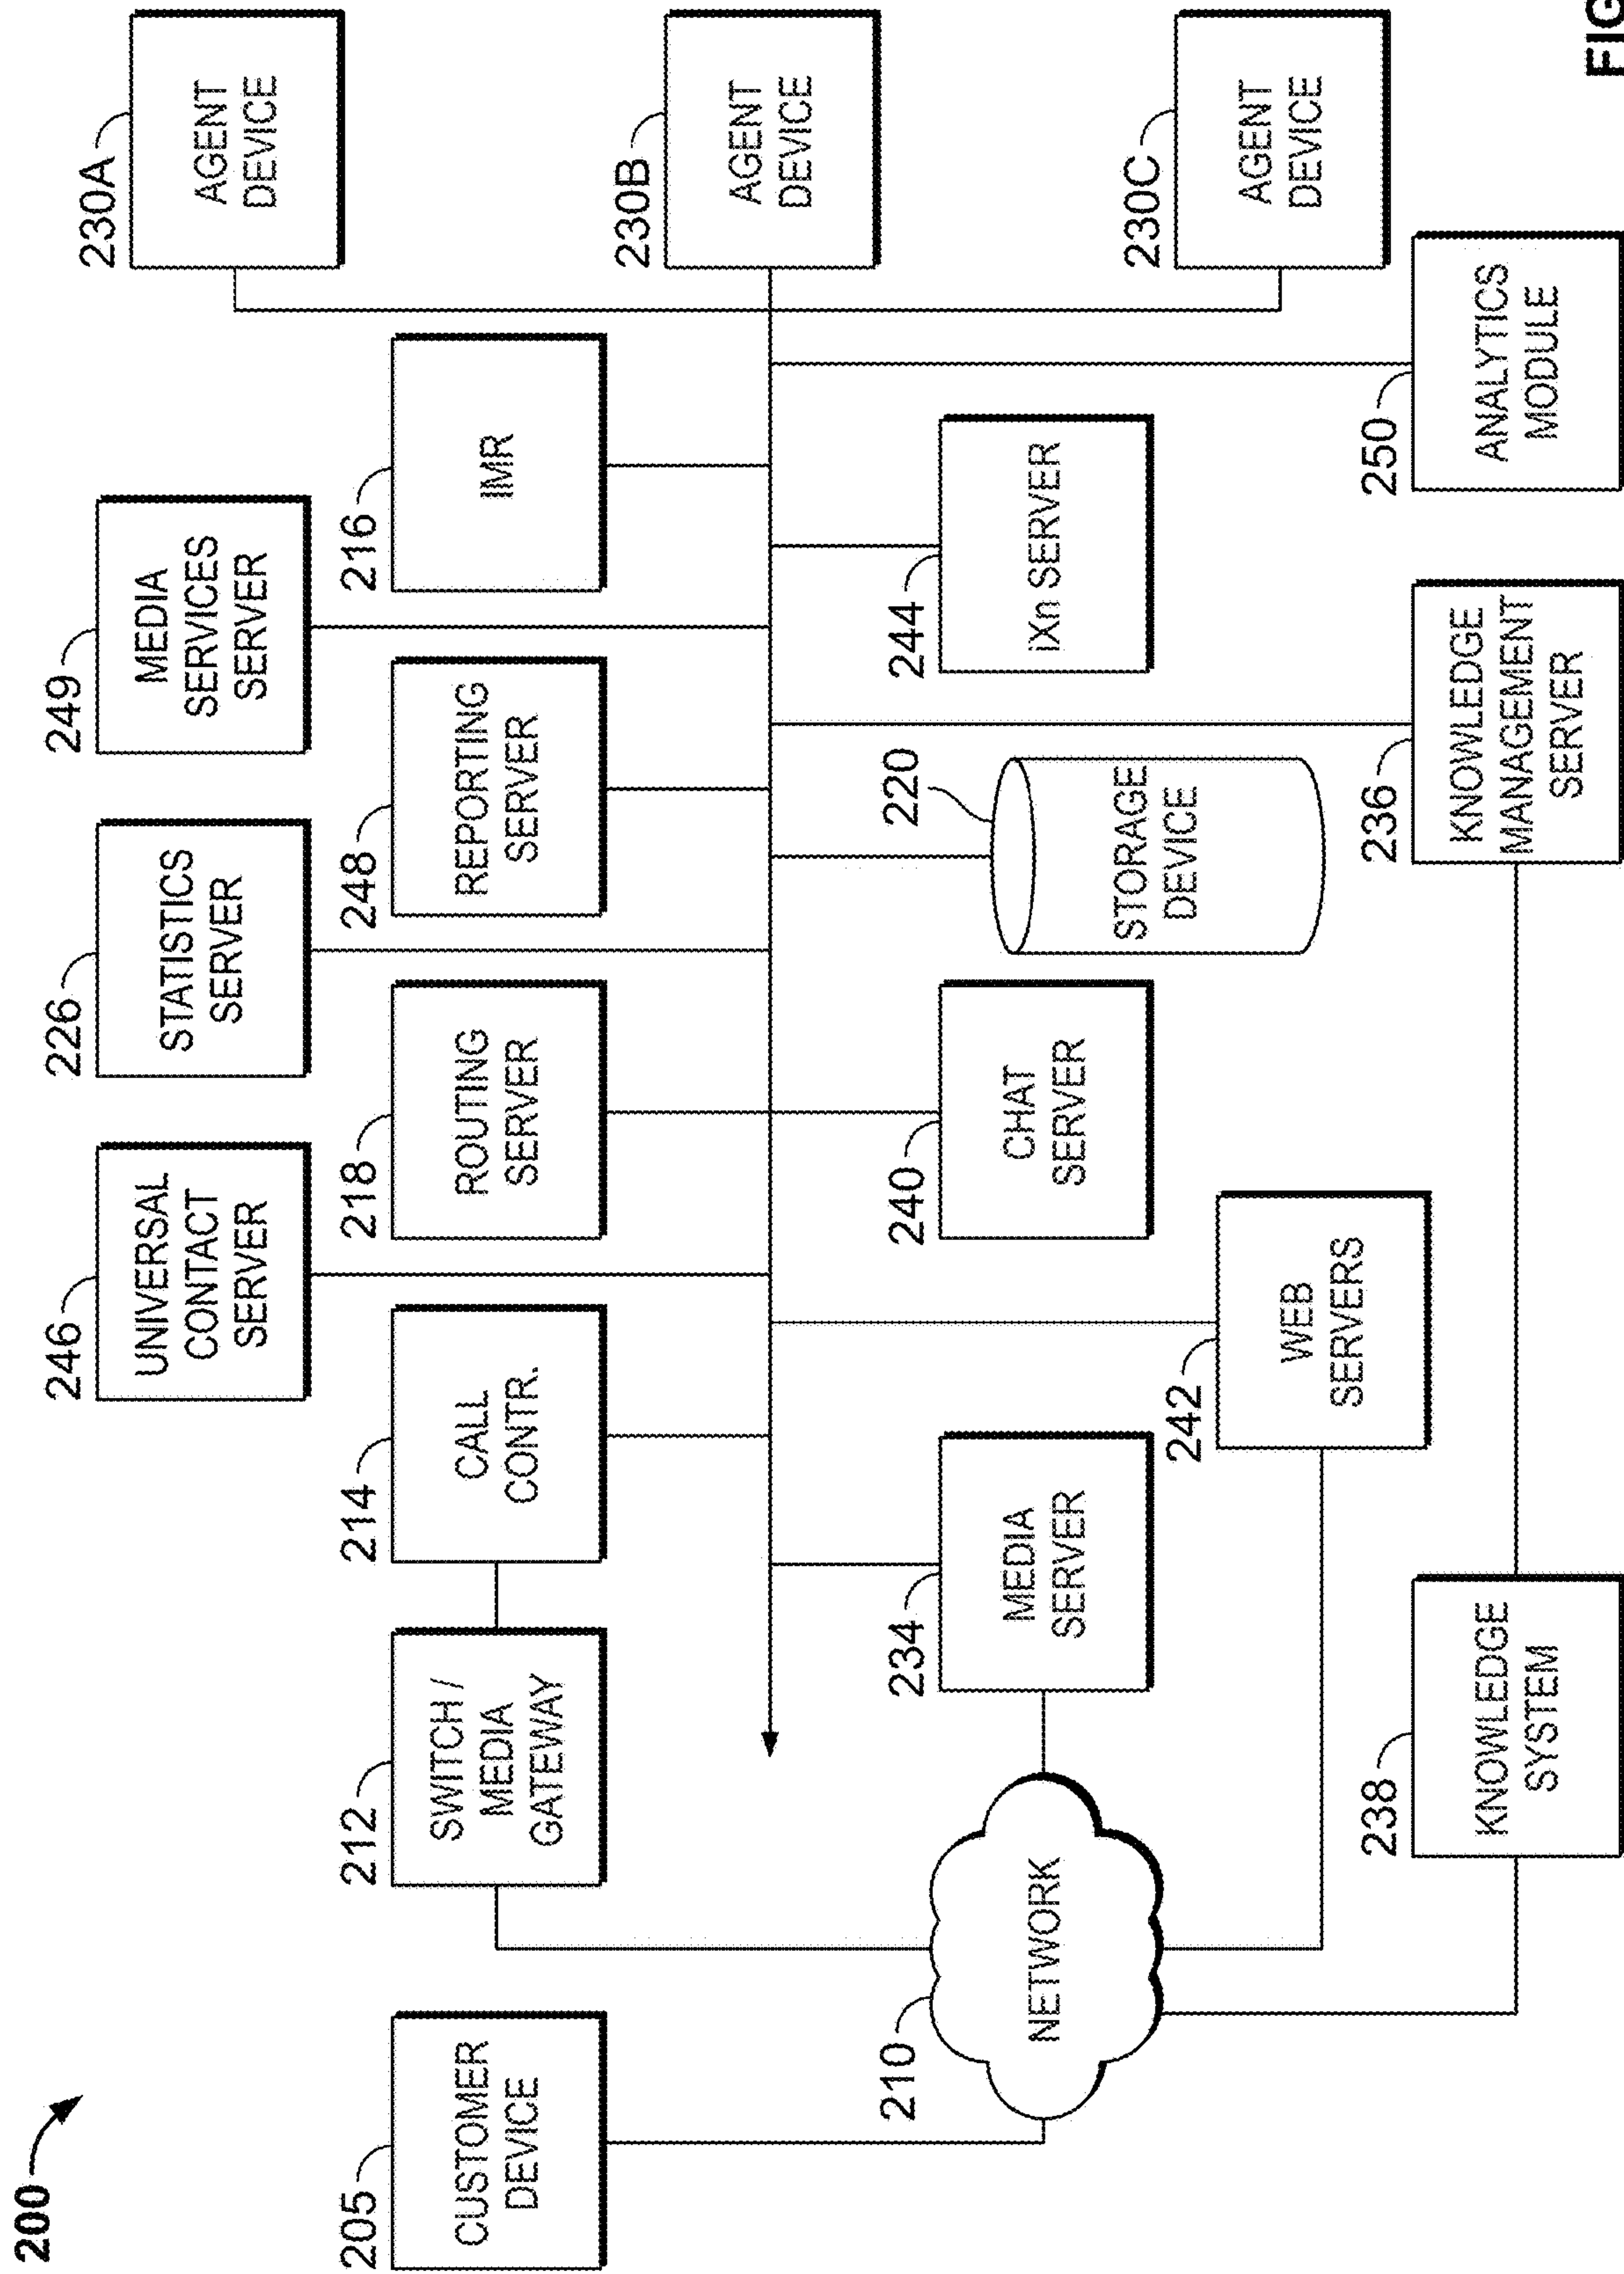 200
205
CUSTOMER
DEVICE
212
SWITCH /
MEDIA
GATEWAY
214
CALL
CONTR.
246
UNIVERSAL
CONTACT
SERVER
218
ROUTING
SERVER
226
STATISTICS
SERVER
248
REPORTING
SERVER
249
MEDIA
SERVICES
SERVER
216
IMR
230A
AGENT
DEVICE
230B
AGENT
DEVICE
230C
AGENT
DEVICE
210
NETWORK
234
MEDIA
SERVER
242
WEB
SERVERS
240
CHAT
SERVER
220
STORAGE
DEVICE
244
iXn SERVER
238
KNOWLEDGE
SYSTEM
236
KNOWLEDGE
MANAGEMENT
SERVER
250
ANALYTICS
MODULE
FIG